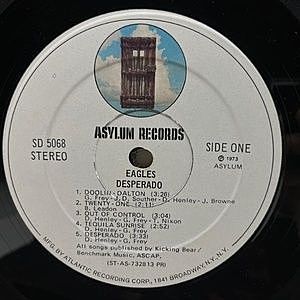 ASYLUM RECORDS
SD 5068
STEREO
SIDE ONE
℗ 1973
ASYLUM
EAGLES
DESPERADO
1. DOOLIN-DALTON (3:26)
G. Frey-J. D. Souther-D. Henley-J. Browne
2. TWENTY-ONE (2:11)
B. Leadon
3. OUT OF CONTROL (3:04)
D. Henley-G. Frey-T. Nixon
4. TEQUILA SUNRISE (2:52)
D. Henley-G. Frey
5. DESPERADO (3:33)
D. Henley-G. Frey
All songs published by Kicking Bear/
Benchmark Music, ASCAP.
(ST-AS-732813 PR)
MFG. BY ATLANTIC RECORDING CORP., 1841 BROADWAY, N.Y., N.Y.